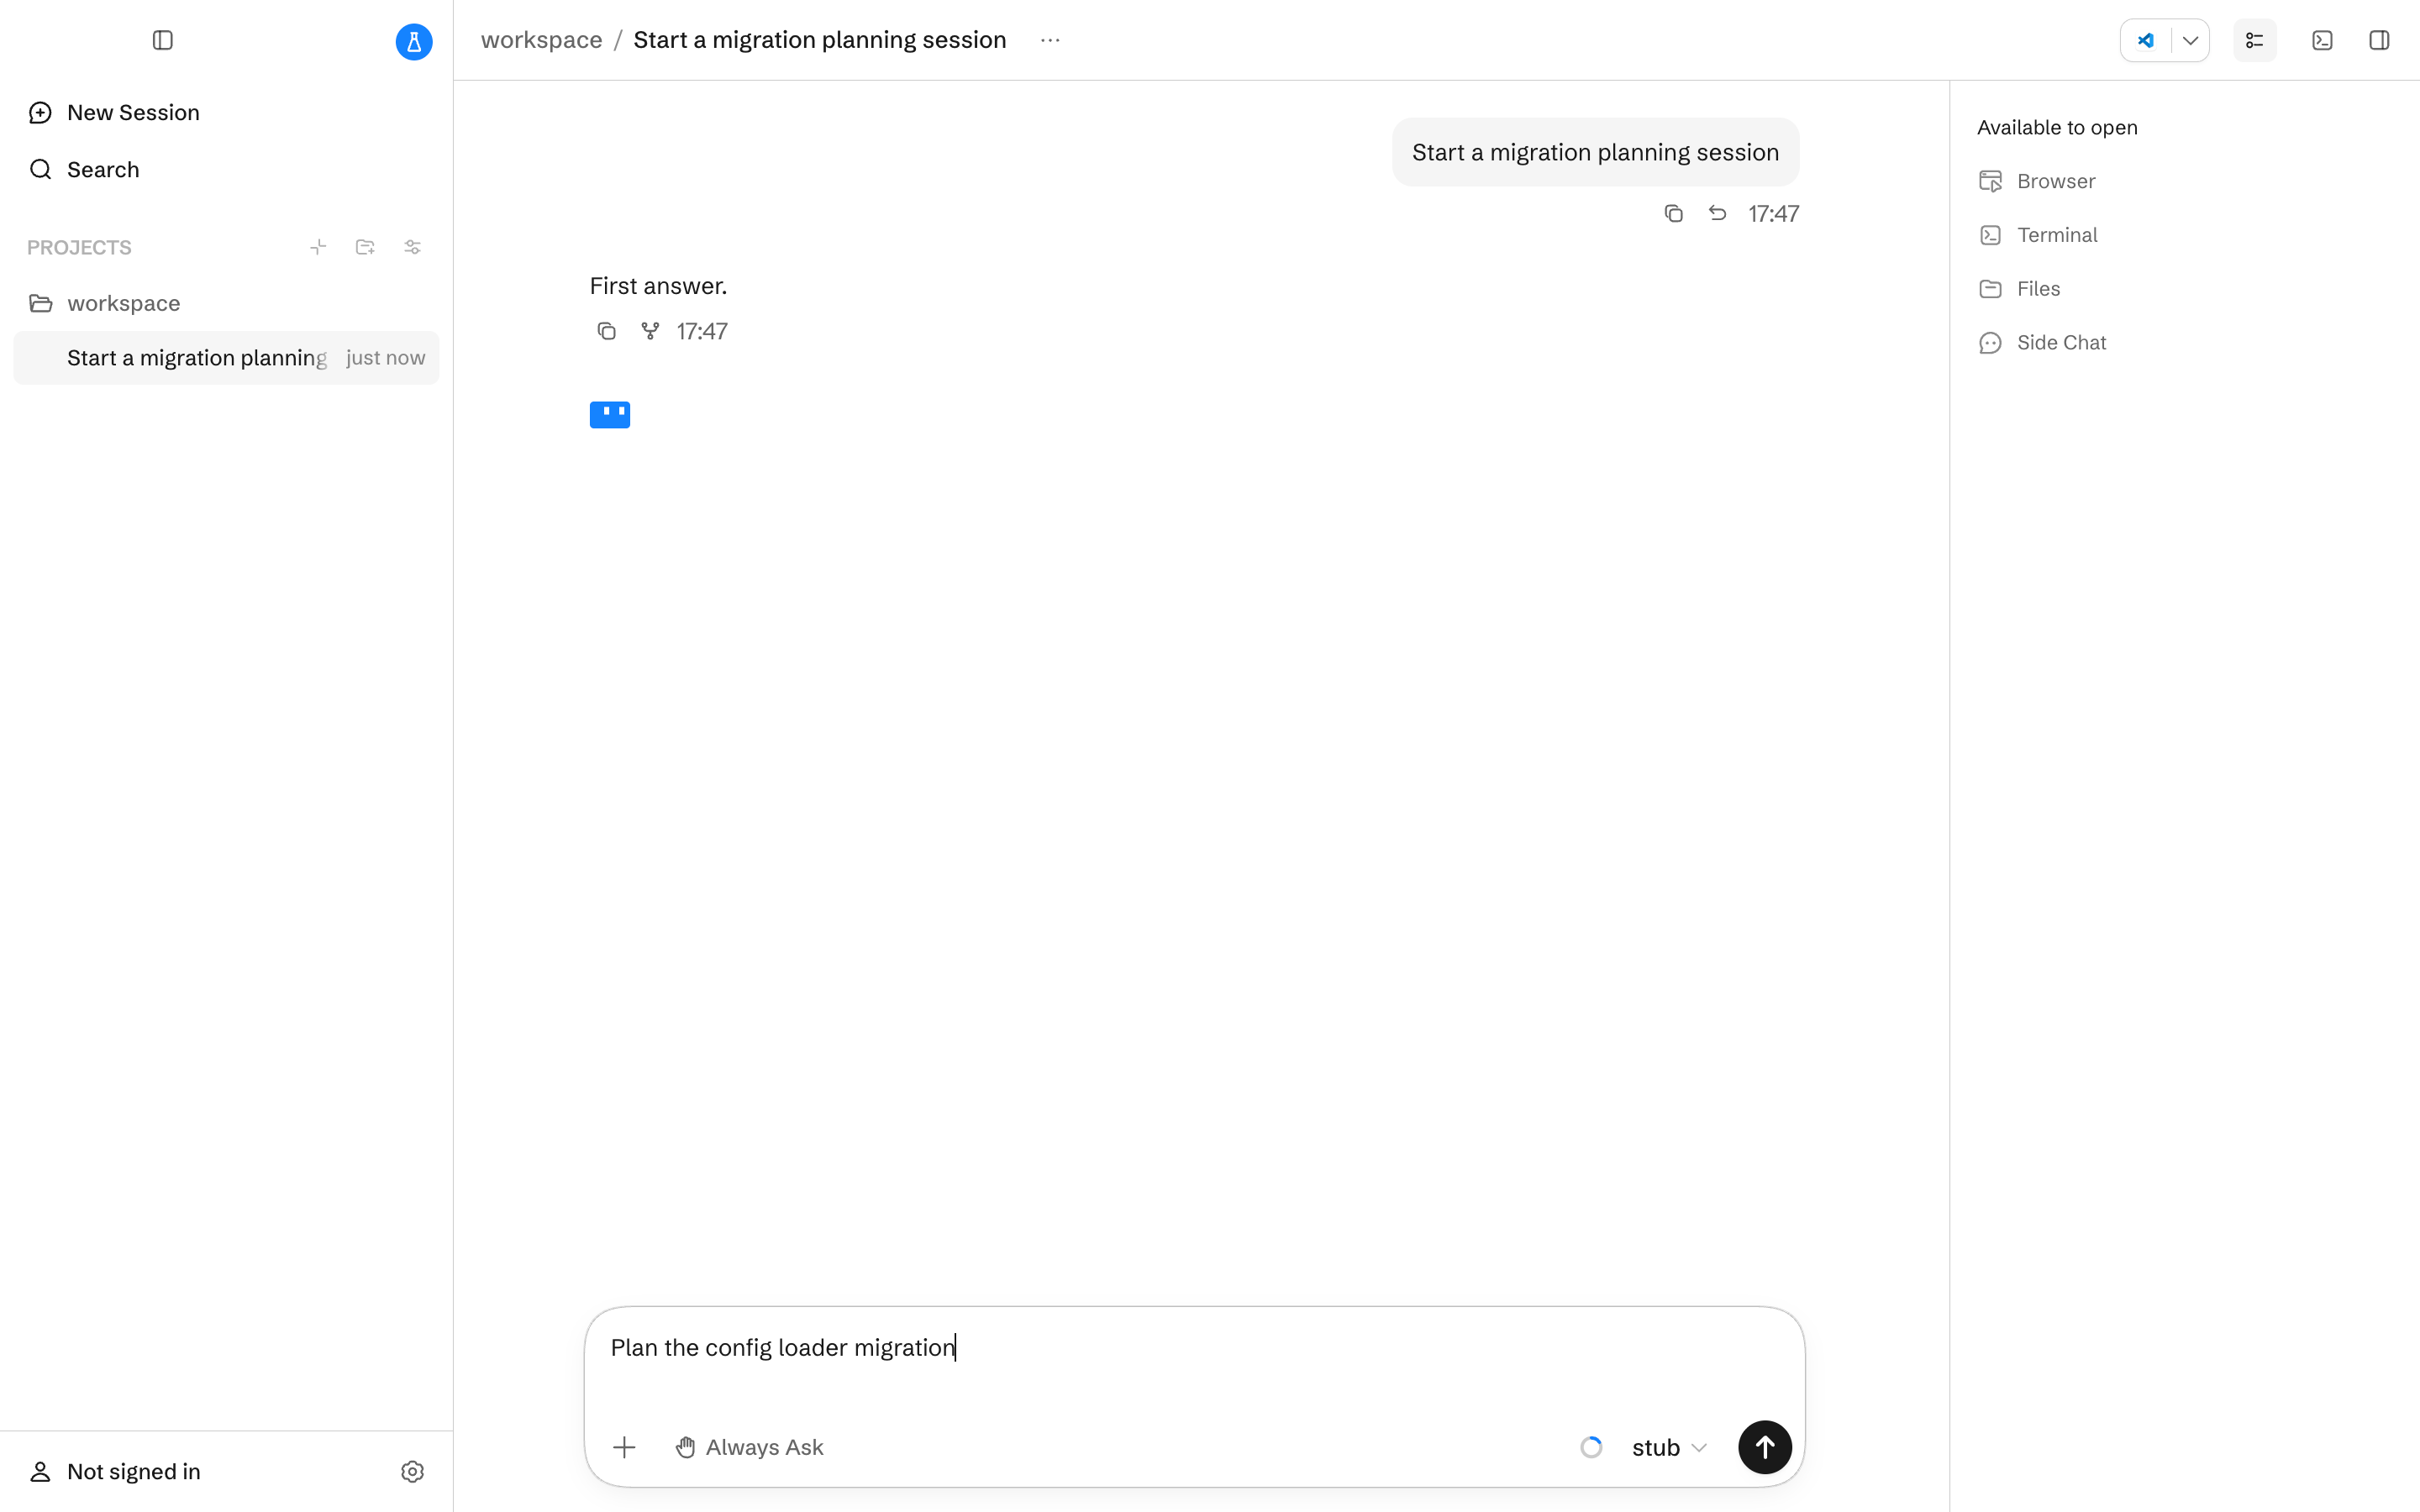 workspace / Start a migration planning session
New Session
Search
PROJECTS
workspace
Start a migration planning just now
Not signed in
Start a migration planning session
17:47
First answer.
17:47
Plan the config loader migration
Always Ask
stub
Available to open
Browser
Terminal
Files
Side Chat